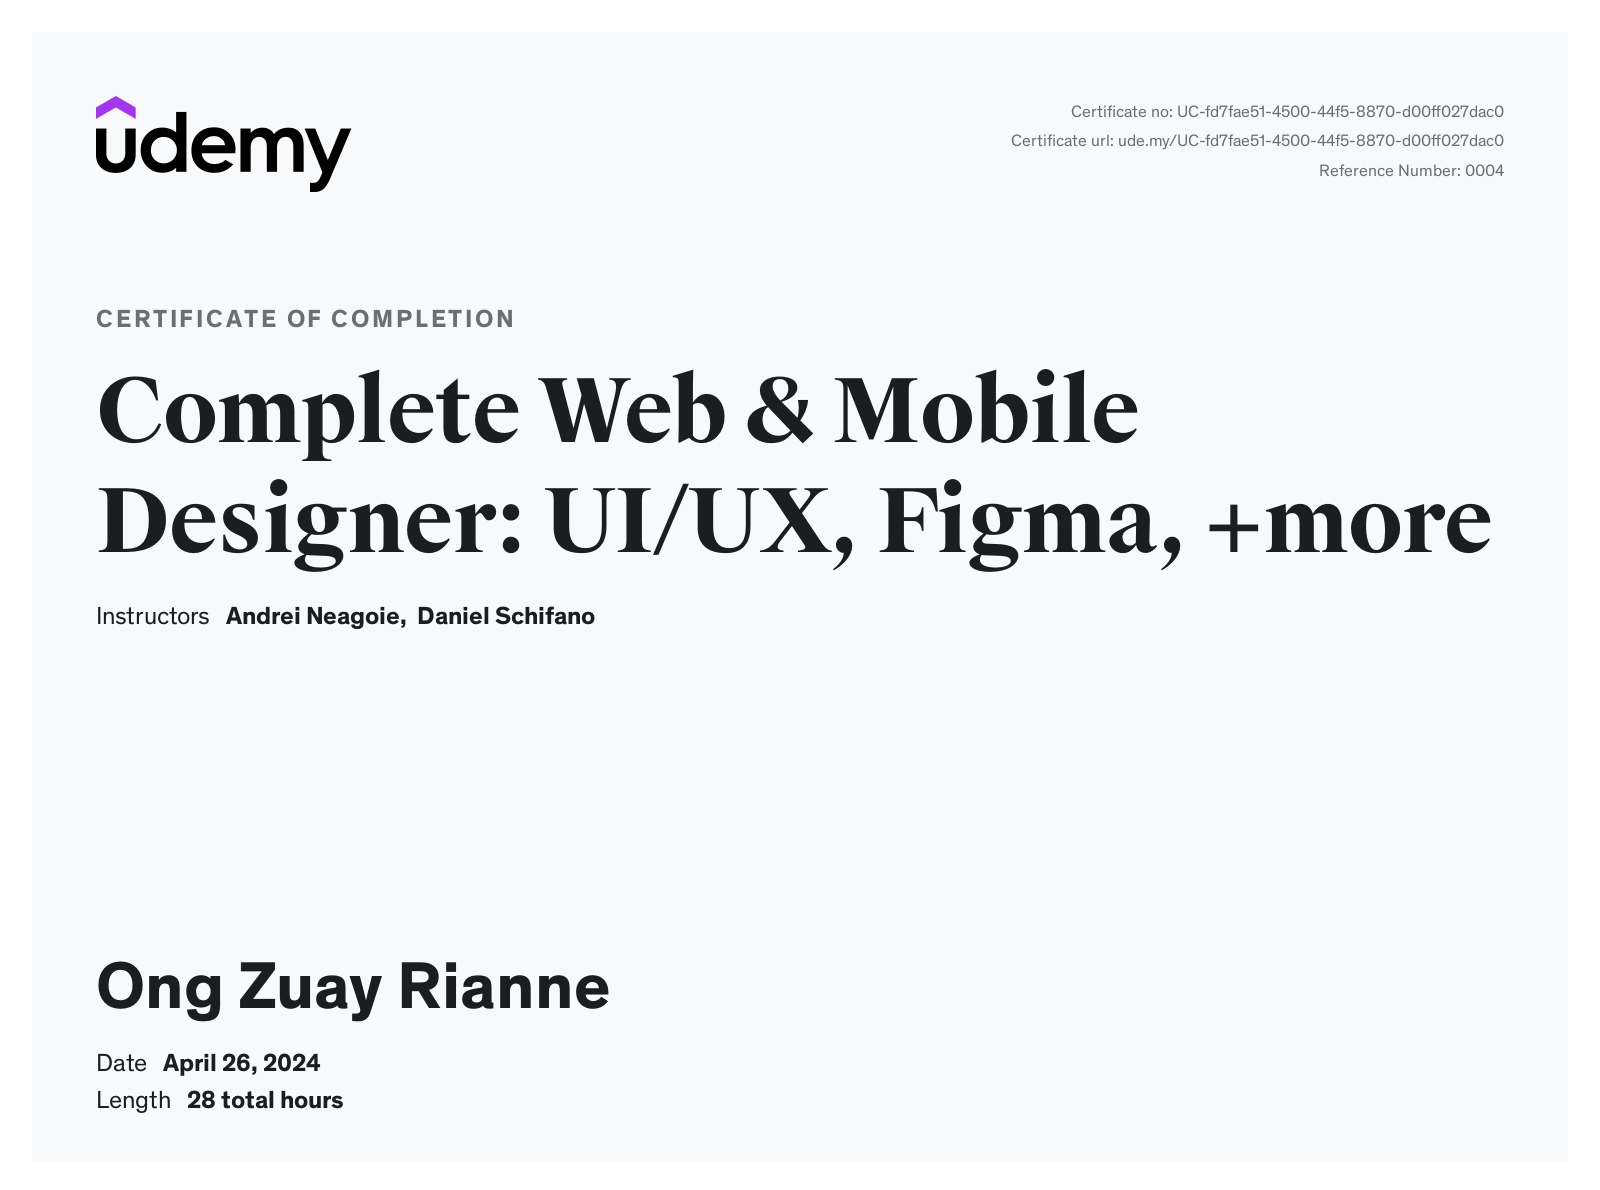 udemy
Certificate no: UC-fd7fae51-4500-44f5-8870-d00ff027dac0
Certificate url: ude.my/UC-fd7fae51-4500-44f5-8870-d00ff027dac0
Reference Number: 0004
CERTIFICATE OF COMPLETION
Complete Web & Mobile
Designer: UI/UX, Figma, +more
Instructors Andrei Neagoie, Daniel Schifano
Ong Zuay Rianne
Date April 26, 2024
Length 28 total hours